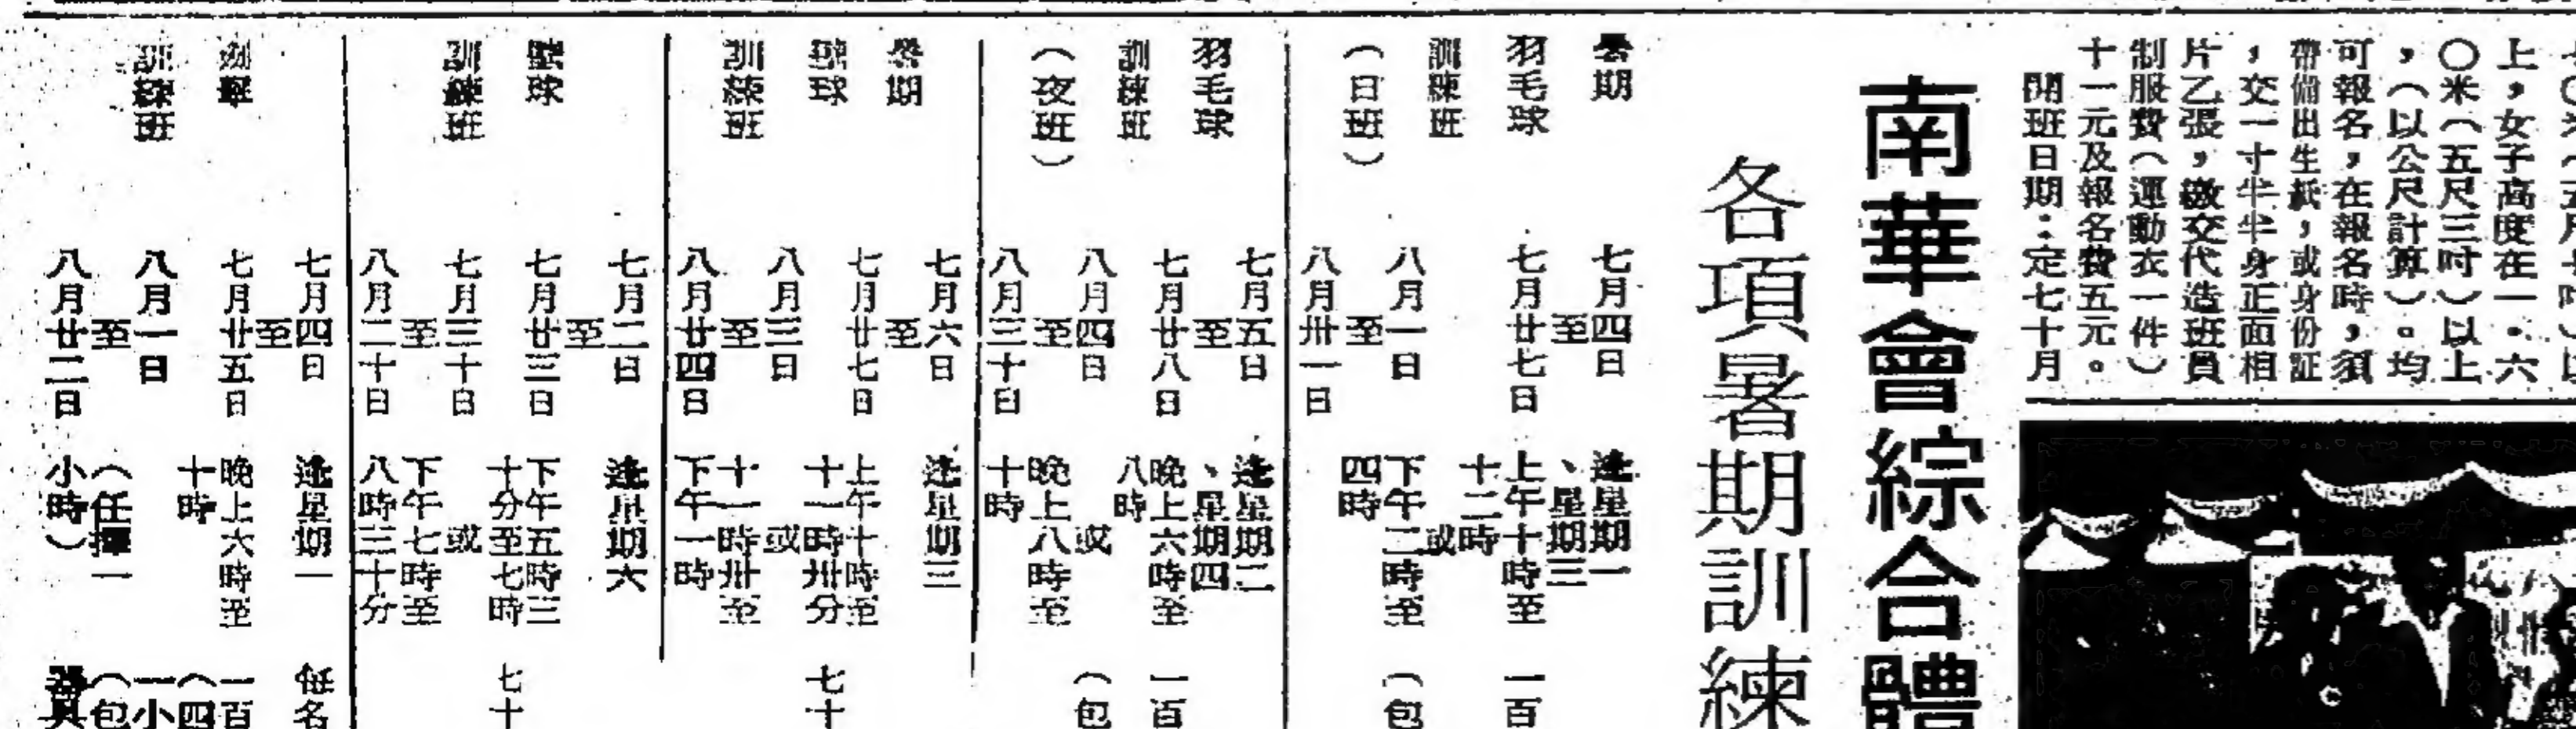 上，女子高度在一．六
〇米（五尺三吋）以上
，（以公尺計算）。均
可報名，在報名時，須
帶備出生紙，或身份証
，交一寸半半身正面相
片乙張，繳交代造班員
制服費（運動衣一件）
十一元及報名費五元。
開班日期：定七十月
南華會綜合體
各項暑期訓練
暑期
羽毛球
訓練班
（日班）
七月四日
至
七月廿七日
八月一日
至
八月卅一日
逢星期一
、星期三
上午十時至
十二時
或
下午二時至
四時
一百
（包
羽毛球
訓練班
（夜班）
七月五日
至
七月廿八日
八月四日
至
八月三十日
逢星期二
、星期四
晚上六時至
八時
或
晚上八時至
十時
一百
（包
暑期
壁球
訓練班
七月六日
至
七月廿七日
八月三日
至
八月廿四日
逢星期三
上午十時至
十一時卅分
或
十一時卅至
下午一時
七十
壁球
訓練班
七月二日
至
七月廿三日
七月三十日
至
八月二十日
逢星期六
下午五時三
十分至七時
或
下午七時至
八時三十分
七十
訓練班
七月四日
至
七月廿五日
八月一日
至
八月廿二日
逢星期一
晚上六時至
十時
（任擇一
小時）
每名
一百
（四
一小
（包